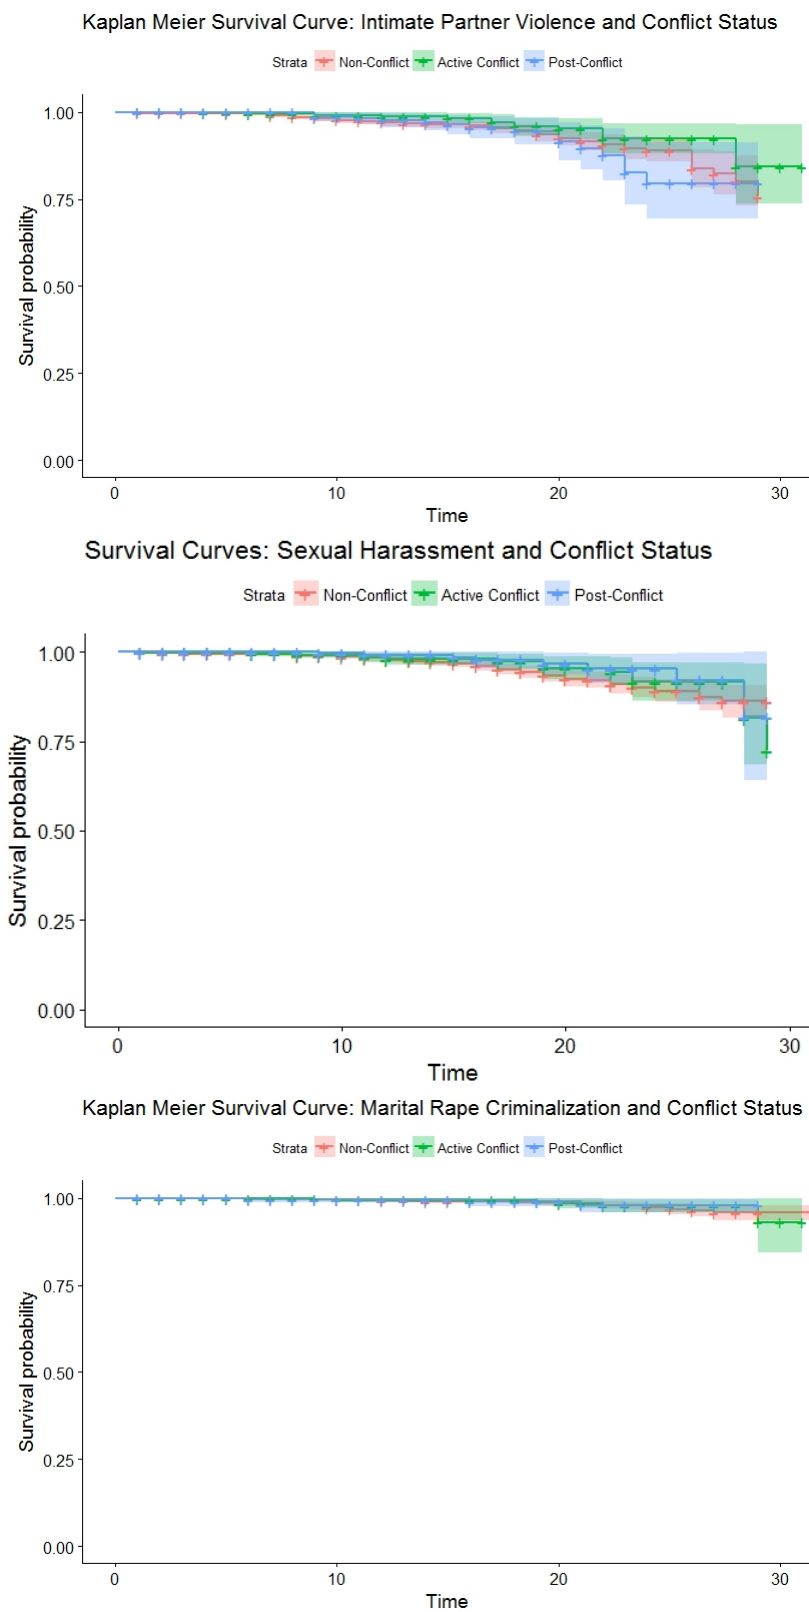 Kaplan Meier Survival Curve: Intimate Partner Violence and Conflict Status
Strata Non-Conflict Active Conflict Post-Conflict
1.00
0.75
0.50
0.25
0.00
Survival probability
0 10 20 30
Time
Survival Curves: Sexual Harassment and Conflict Status
Strata Non-Conflict Active Conflict Post-Conflict
1.00
0.75
0.50
0.25
0.00
Survival probability
0 10 20 30
Time
Kaplan Meier Survival Curve: Marital Rape Criminalization and Conflict Status
Strata Non-Conflict Active Conflict Post-Conflict
1.00
0.75
0.50
0.25
0.00
Survival probability
0 10 20 30
Time